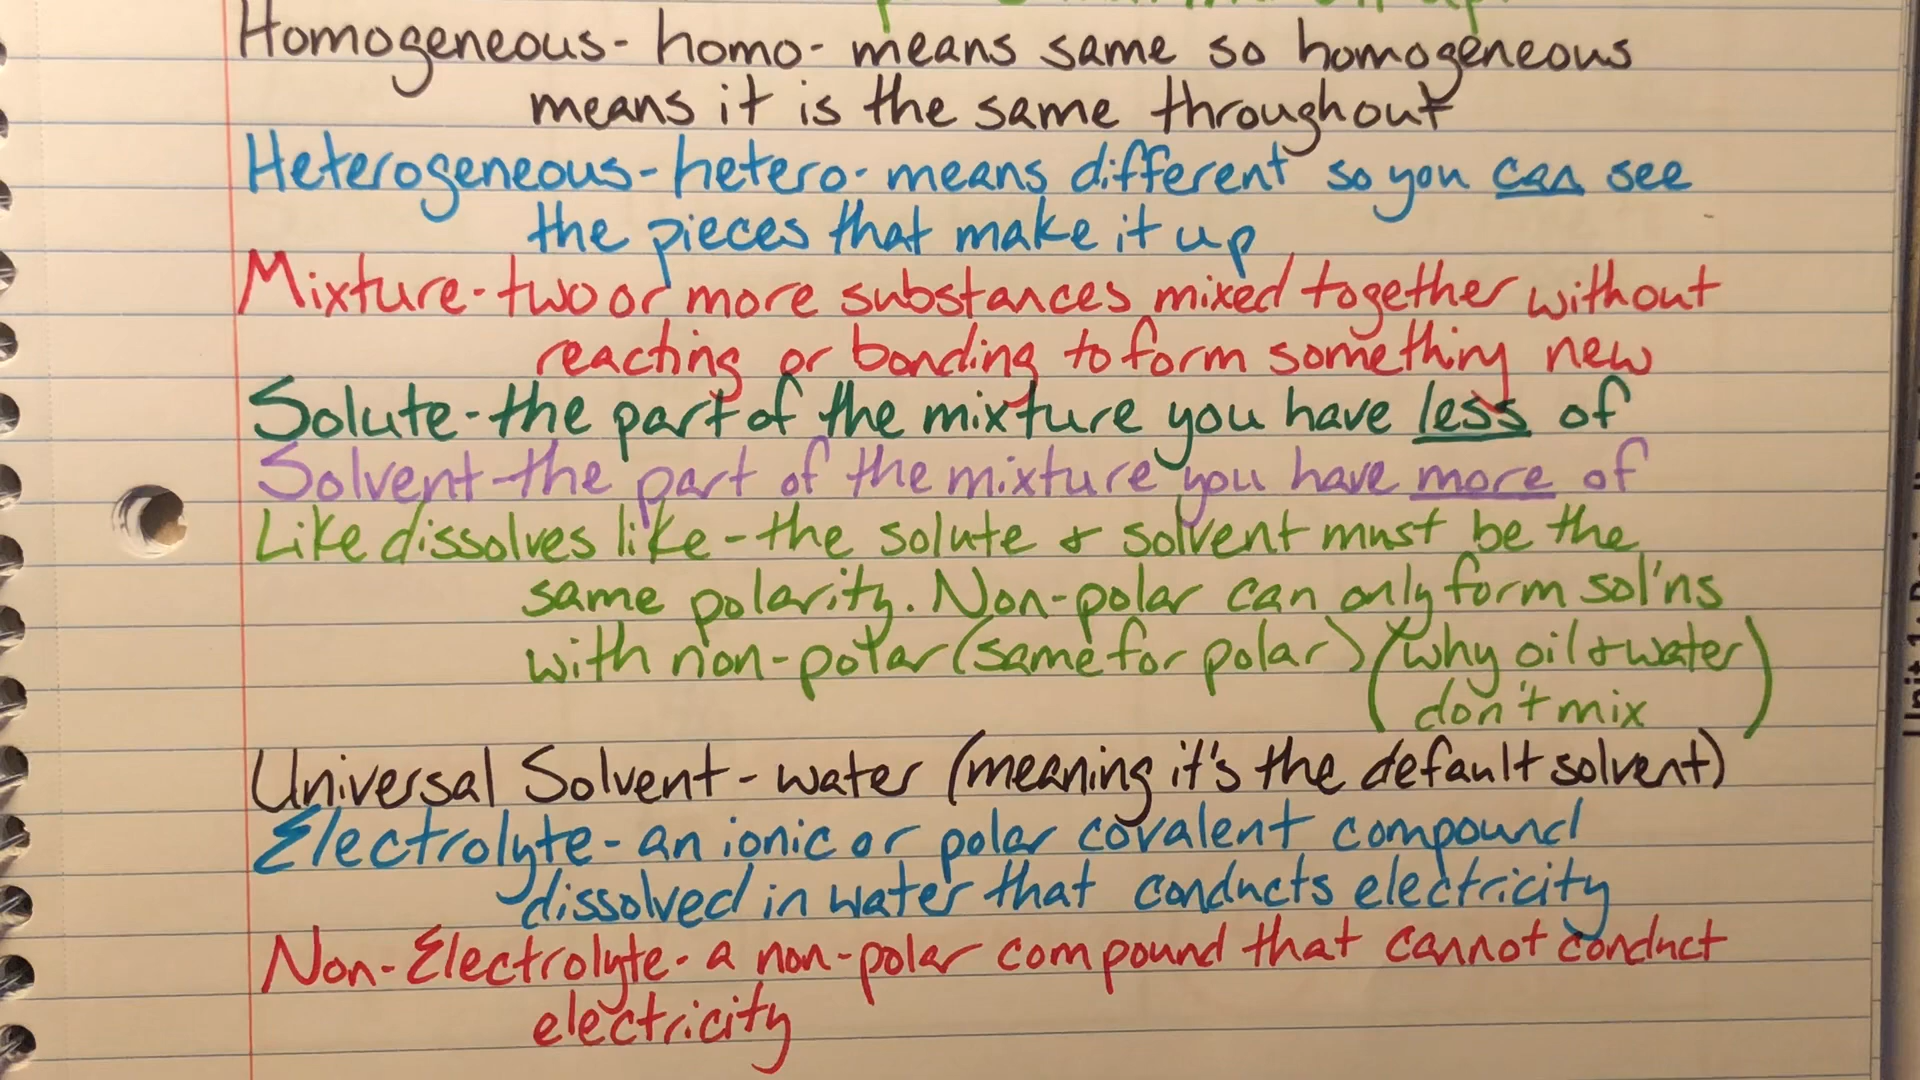 Homogeneous- homo- means same so homogeneous
means it is the same throughout
Heterogeneous- hetero- means different so you can see
the pieces that make it up
Mixture- two or more substances mixed together without
reacting or bonding to form something new
Solute- the part of the mixture you have less of
Solvent- the part of the mixture you have more of
Like dissolves like - the solute & solvent must be the
same polarity. Non-polar can only form sol'ns
with non-polar (same for polar) (why oil & water
don't mix)
Universal Solvent - water (meaning it's the default solvent)
Electrolyte - an ionic or polar covalent compound
dissolved in water that conducts electricity
Non-Electrolyte- a non-polar compound that cannot conduct
electricity